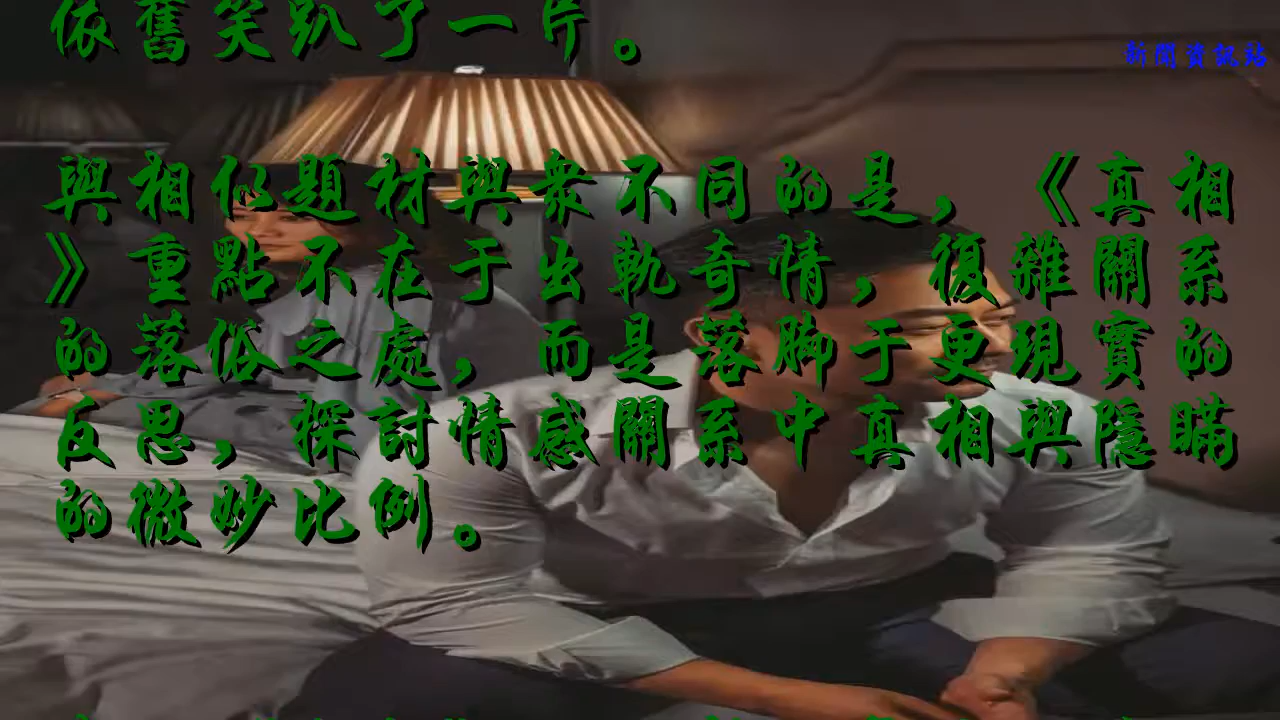 依舊笑趴了一片。
新聞資訊站
與相似題材與衆不同的是，《真相
》重點不在于出軌奇情，復雜關系
的落俗之處，而是落脚于更現實的
反思，探討情感關系中真相與隱瞞
的微妙比例。